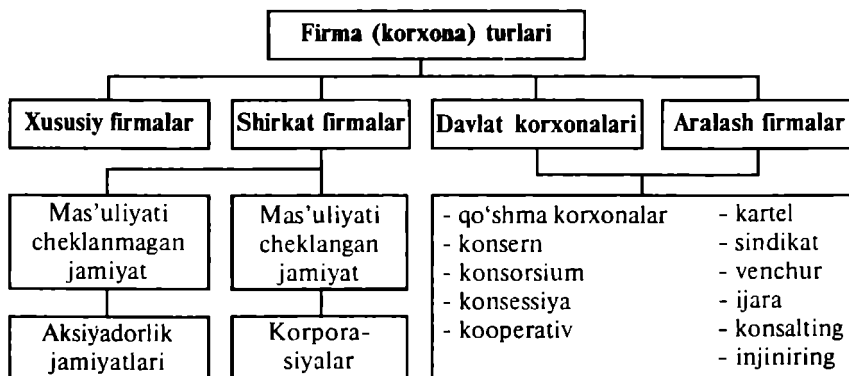 Firma (korxona) turlari
Xususiy firmalar
Shirkat firmalar
Davlat korxonalari
Aralash firmalar
Mas'uliyati
cheklanmagan
jamiyat
Mas'uliyati
cheklangan
jamiyat
Aksiyadorlik
jamiyatlari
Korpora-
siyalar
- qo‘shma korxonalar
- konsern
- konsorsium
- konsessiya
- kooperativ
- kartel
- sindikat
- venchur
- ijara
- konsalting
- injiniring